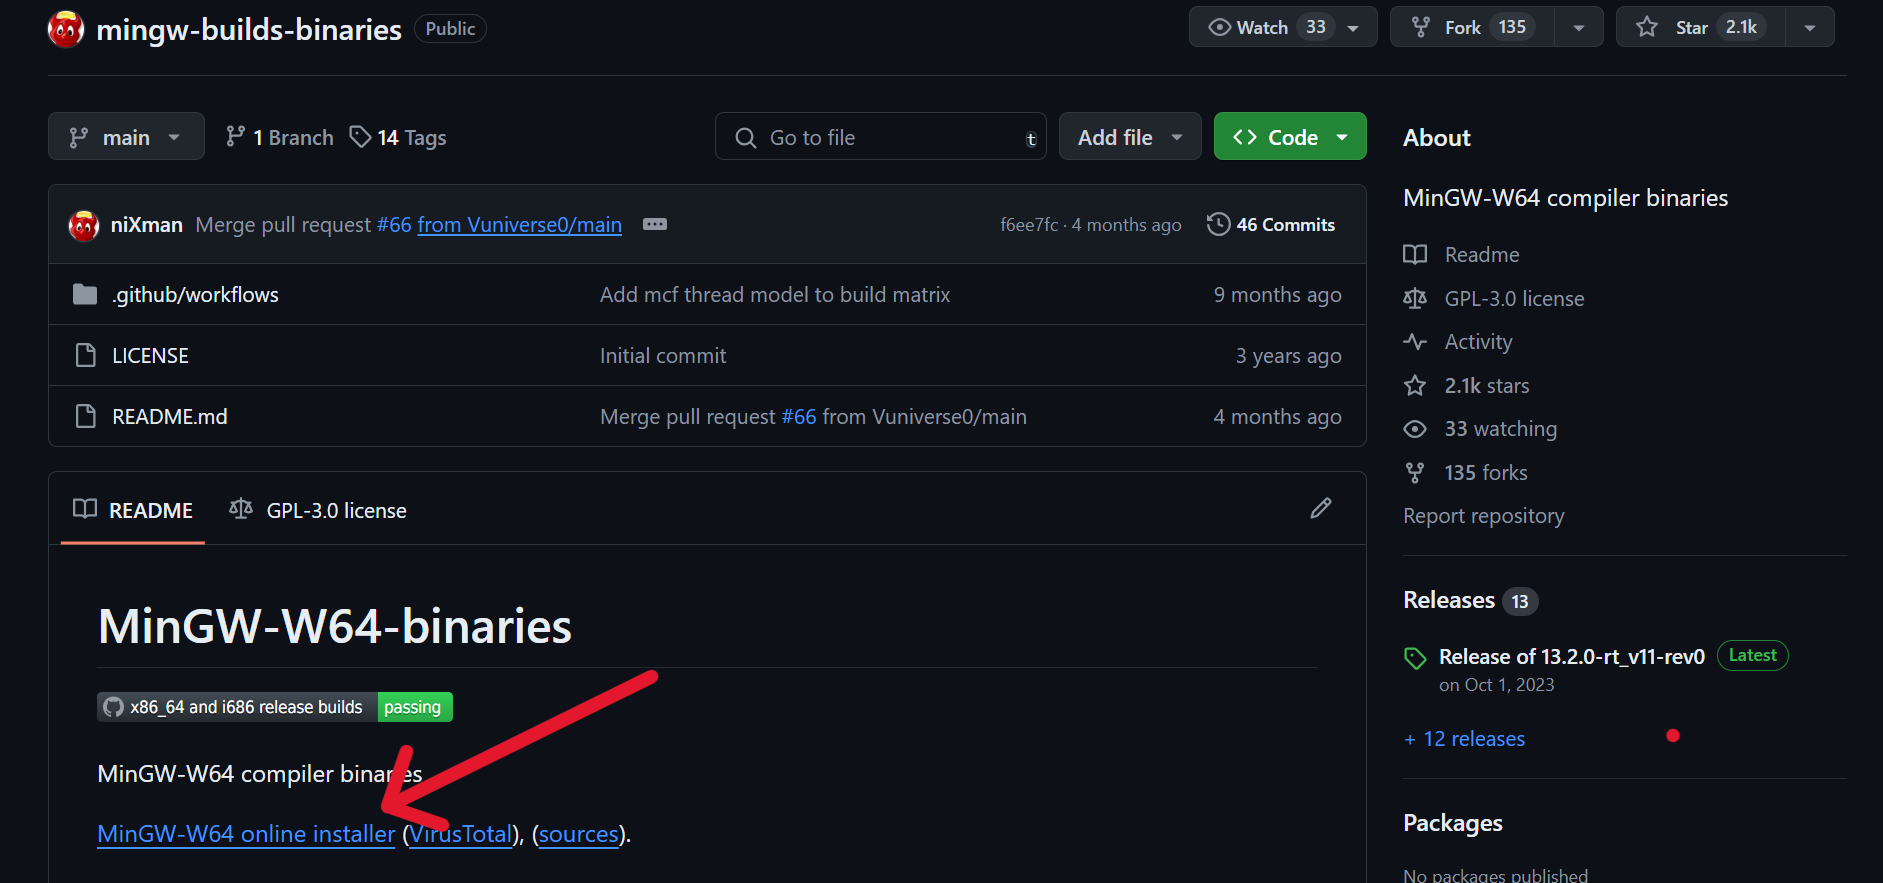 mingw-builds-binaries Public
Watch 33
Fork 135
Star 2.1k
main
1 Branch
14 Tags
Go to file t
Add file
Code
niXman Merge pull request #66 from Vuniverse0/main
f6ee7fc · 4 months ago
46 Commits
.github/workflows Add mcf thread model to build matrix 9 months ago
LICENSE Initial commit 3 years ago
README.md Merge pull request #66 from Vuniverse0/main 4 months ago
README
GPL-3.0 license
MinGW-W64-binaries
x86_64 and i686 release builds passing
MinGW-W64 compiler binaries
MinGW-W64 online installer (VirusTotal), (sources).
About
MinGW-W64 compiler binaries
Readme
GPL-3.0 license
Activity
2.1k stars
33 watching
135 forks
Report repository
Releases 13
Release of 13.2.0-rt_v11-rev0 Latest
on Oct 1, 2023
+ 12 releases
Packages
No packages published